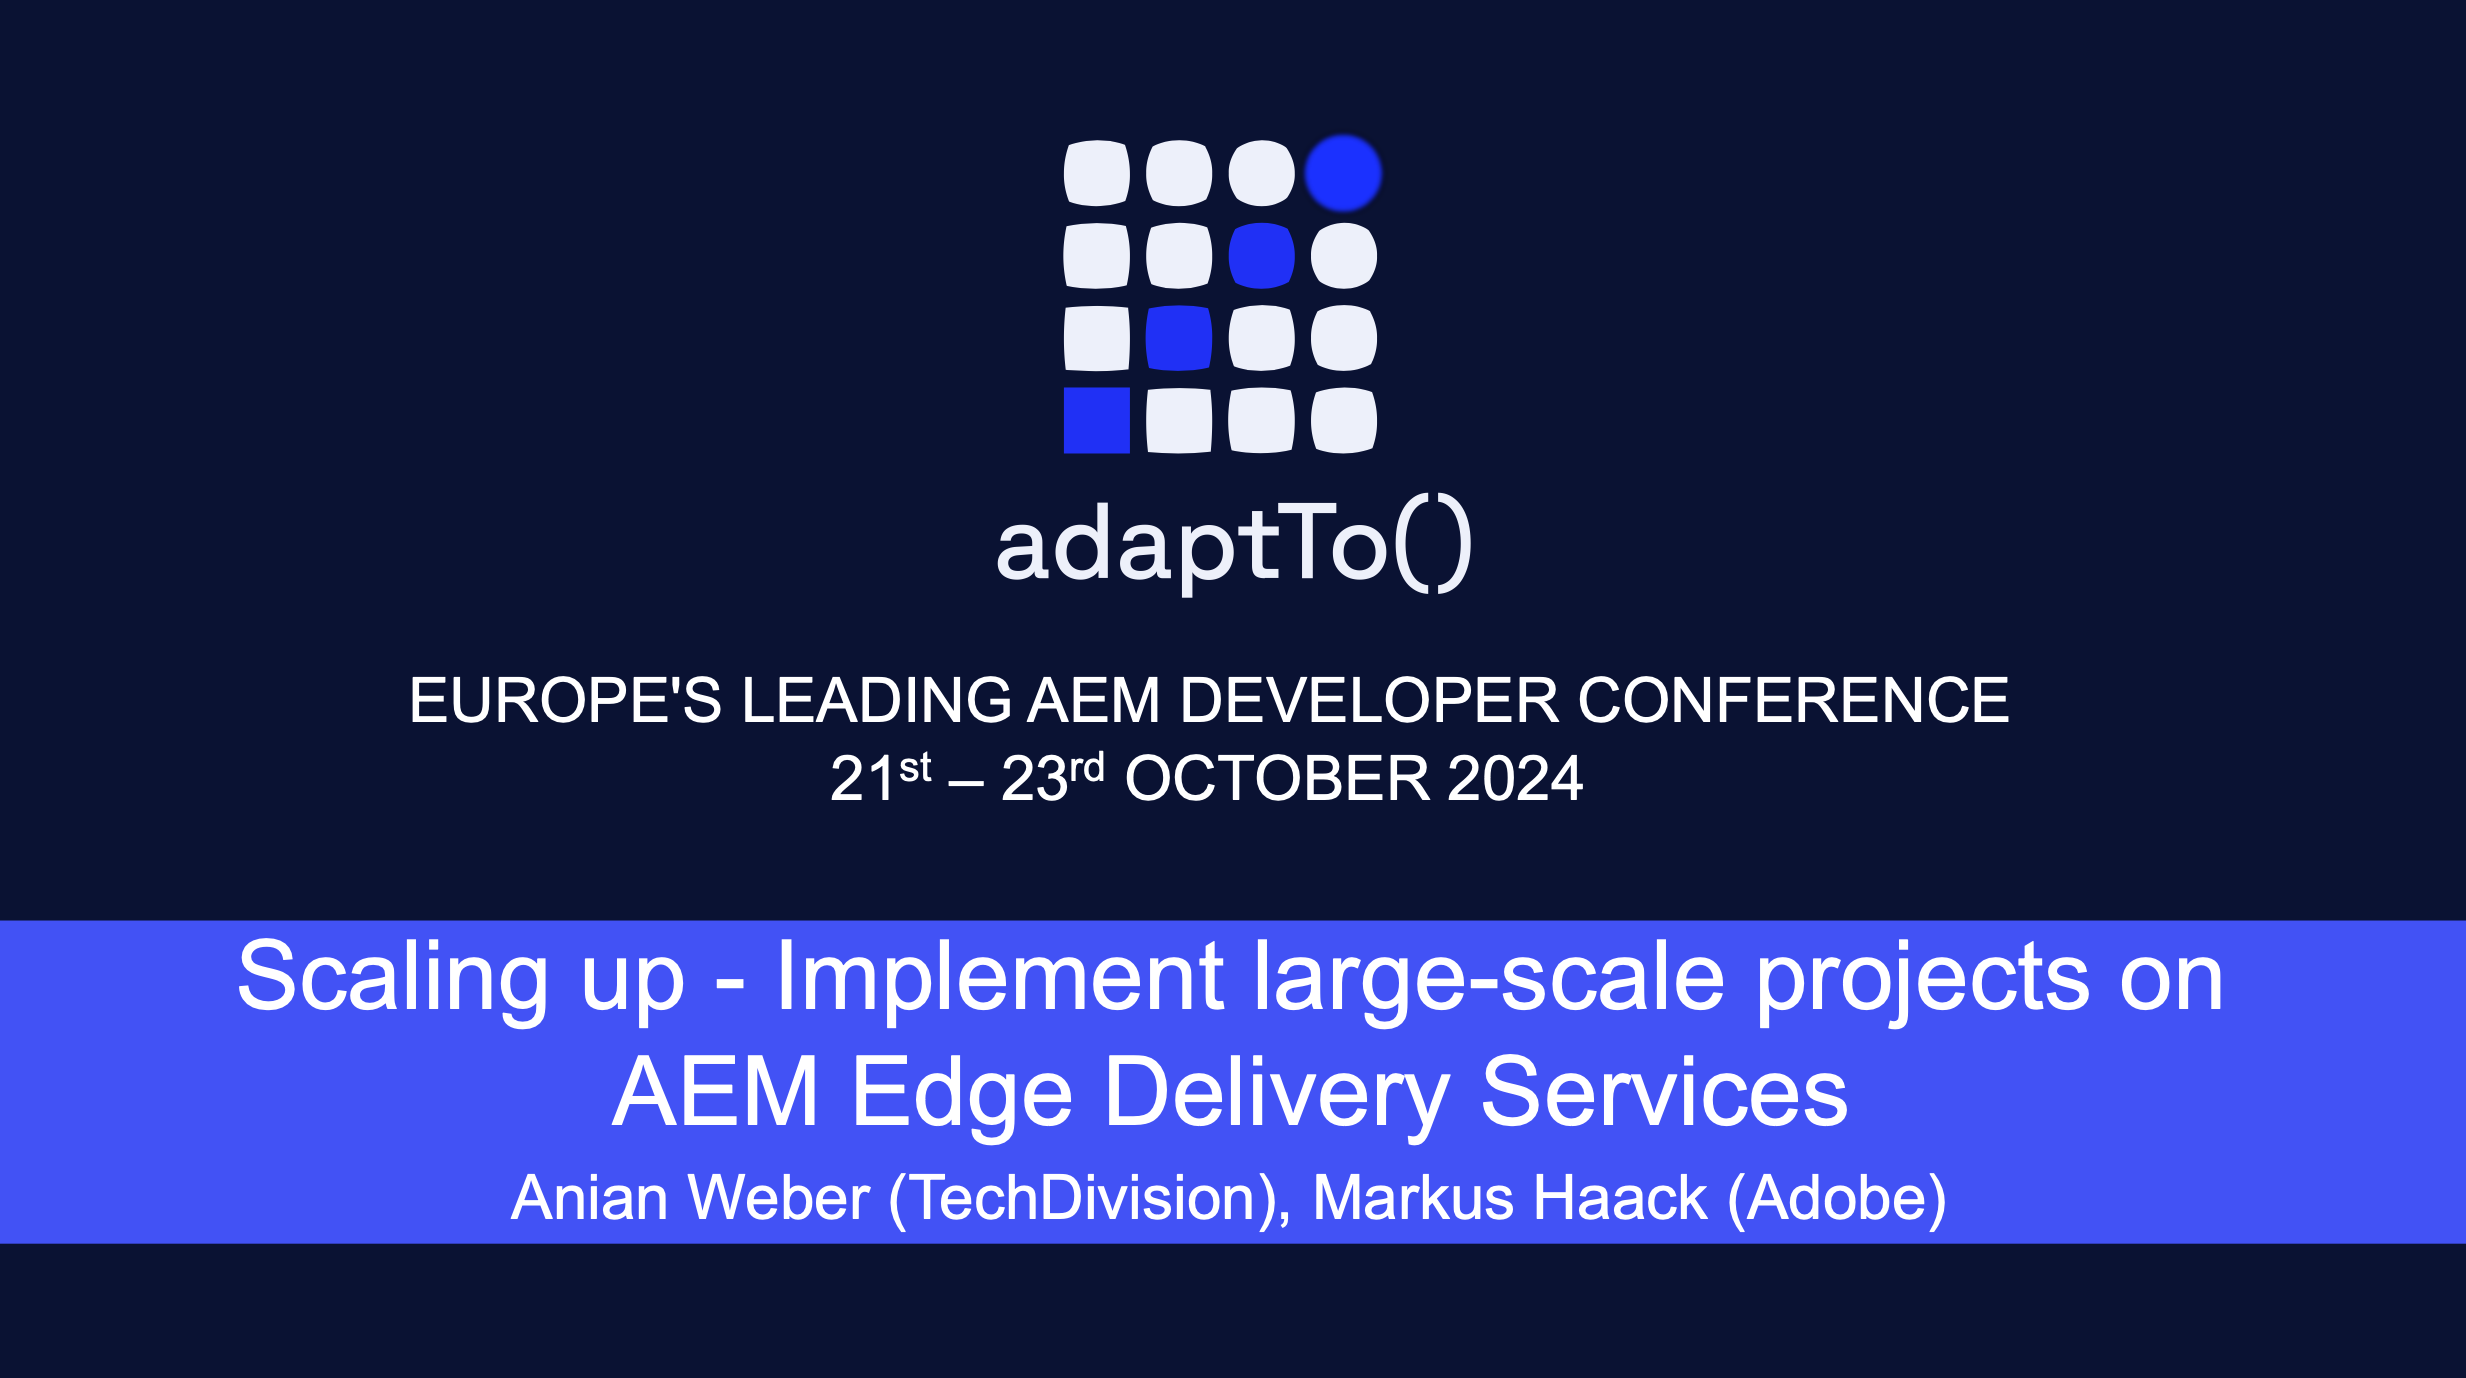 adaptTo()
EUROPE'S LEADING AEM DEVELOPER CONFERENCE
21st – 23rd OCTOBER 2024
Scaling up - Implement large-scale projects on
AEM Edge Delivery Services
Anian Weber (TechDivision), Markus Haack (Adobe)